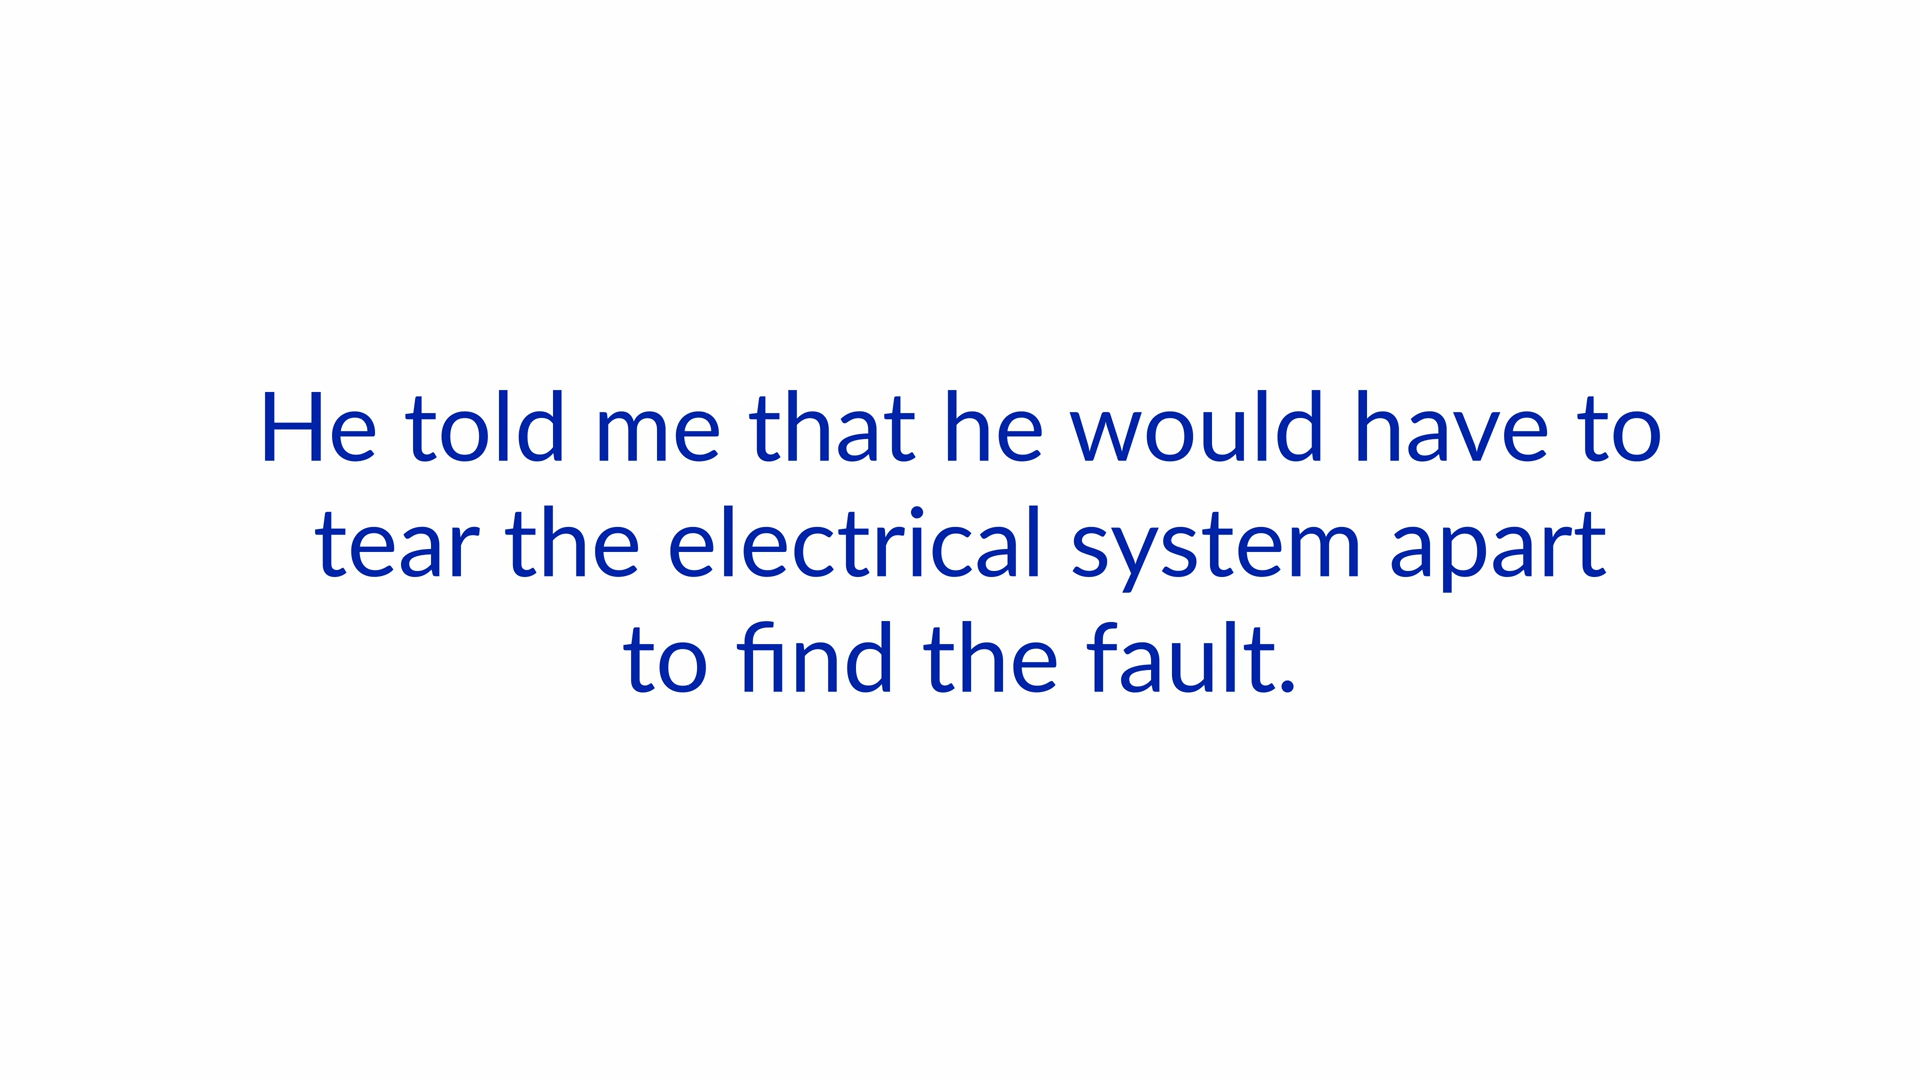 He told me that he would have to
tear the electrical system apart
to find the fault.